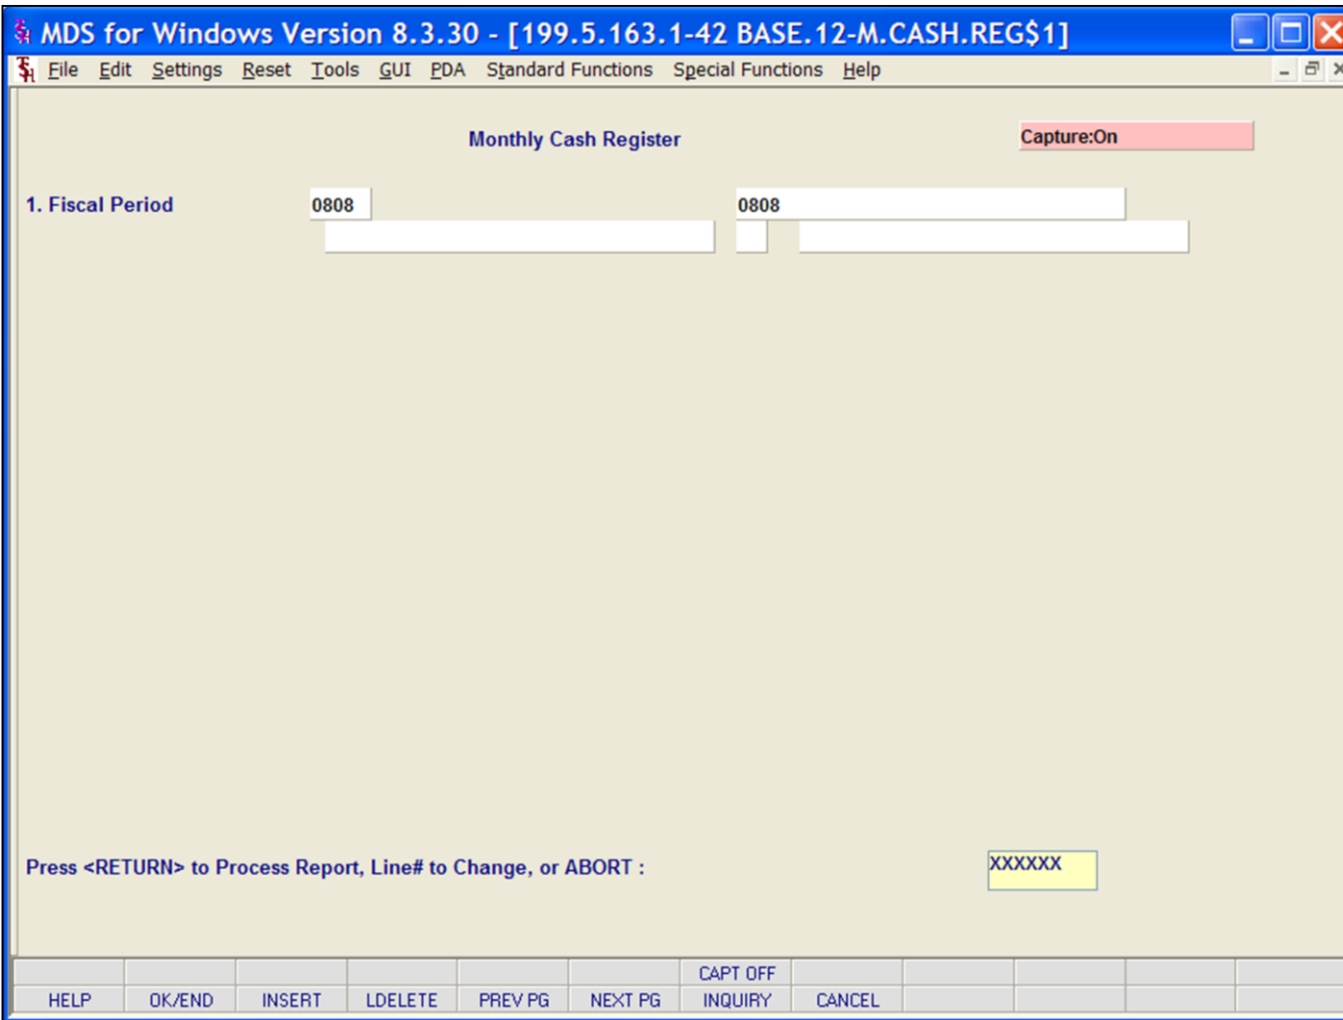 MDS for Windows Version 8.3.30 - [199.5.163.1-42 BASE.12-M.CASH.REG$1]
File Edit Settings Reset Tools GUI PDA Standard Functions Special Functions Help
Monthly Cash Register Capture:On
1. Fiscal Period 0808 0808
Press <RETURN> to Process Report, Line# to Change, or ABORT : XXXXXX
CAPT OFF
HELP OK/END INSERT LDELETE PREV PG NEXT PG INQUIRY CANCEL